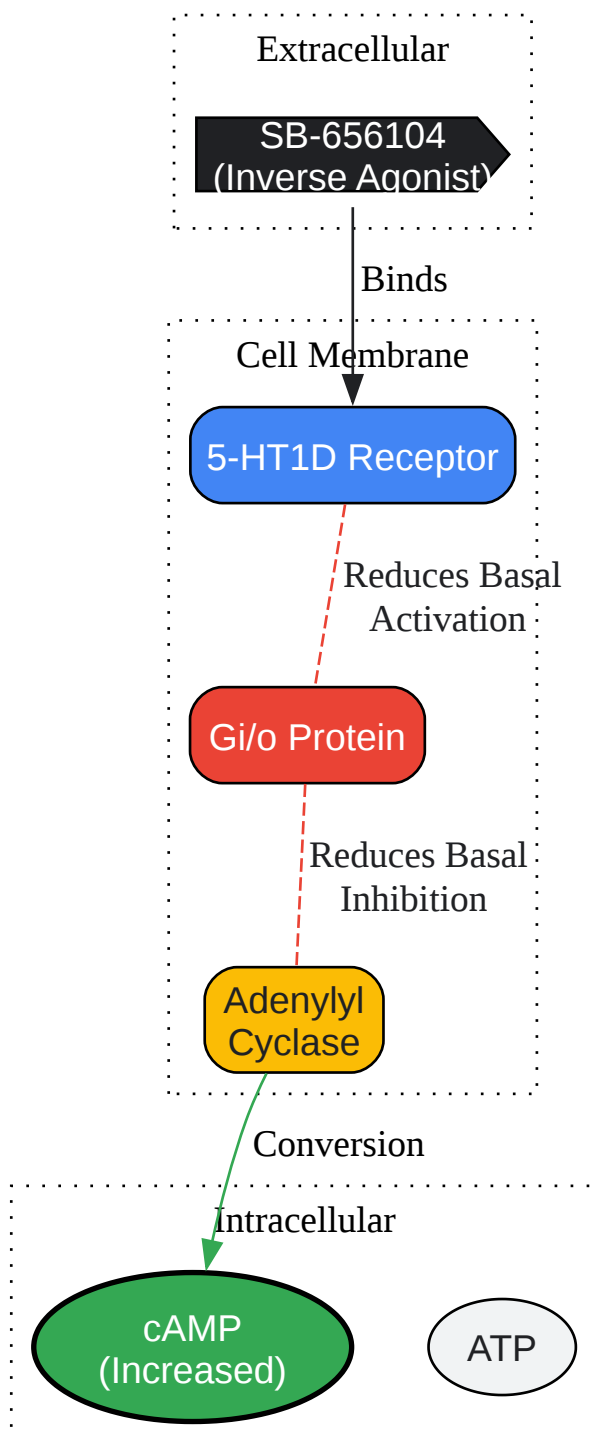 Extracellular
SB-656104
(Inverse Agonist)
Binds
Cell Membrane
5-HT1D Receptor
Reduces Basal
Activation
Gi/o Protein
Reduces Basal
Inhibition
Adenylyl
Cyclase
Conversion
Intracellular
cAMP
(Increased)
ATP